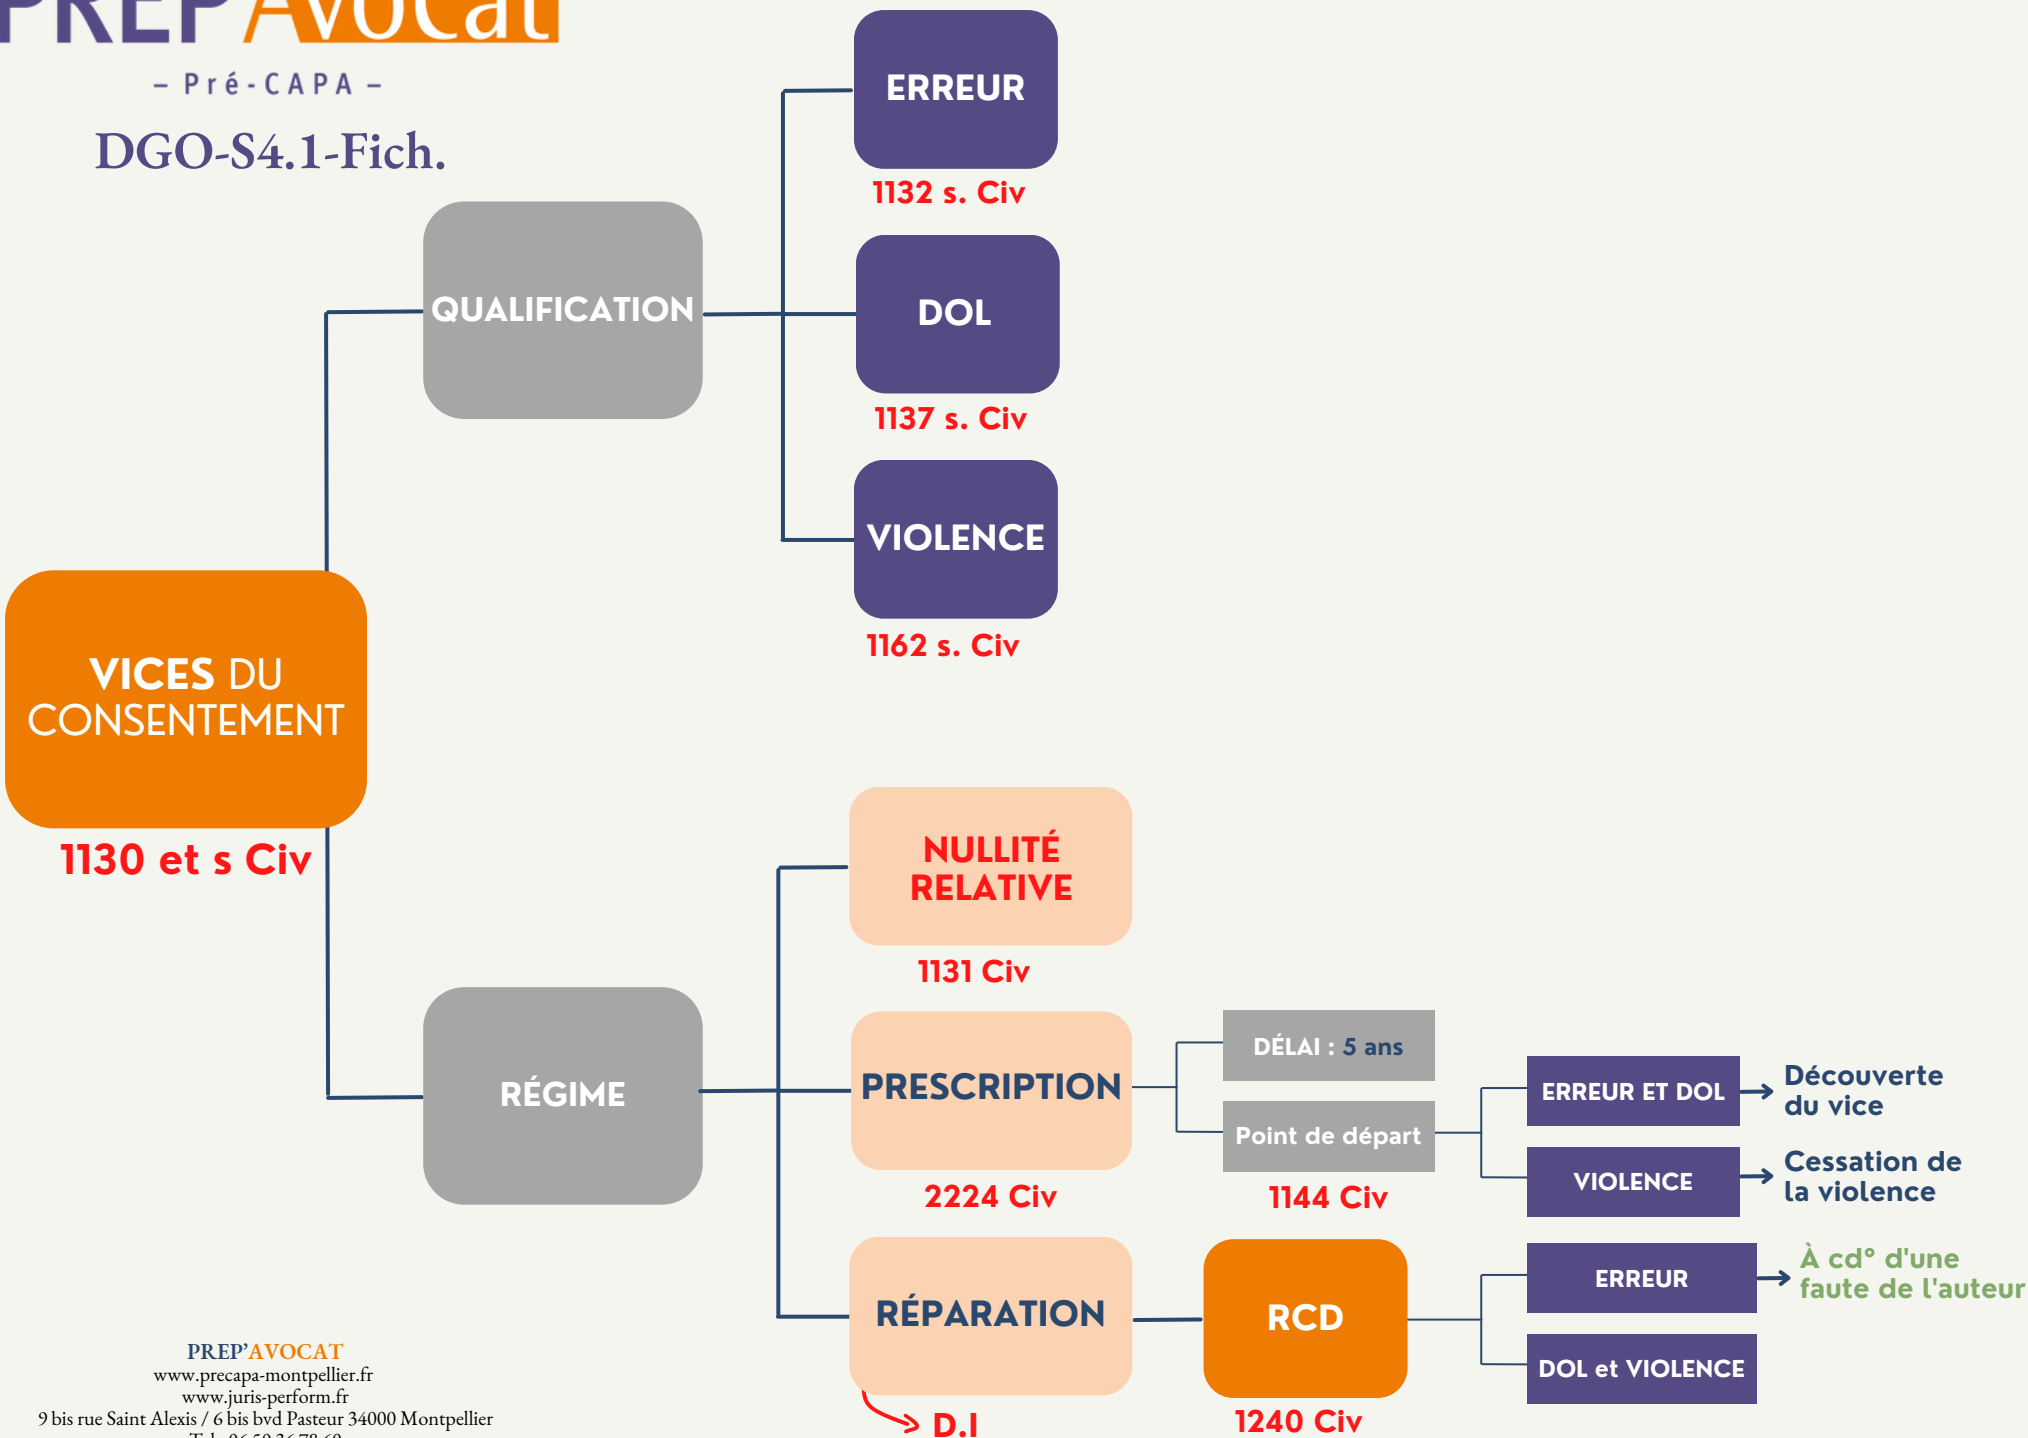 PREP'AVOCAT
– Pré-CAPA –
DGO-S4.1-Fich.
VICES DU
CONSENTEMENT
1130 et s Civ
QUALIFICATION
ERREUR
1132 s. Civ
DOL
1137 s. Civ
VIOLENCE
1162 s. Civ
RÉGIME
NULLITÉ
RELATIVE
1131 Civ
PRESCRIPTION
2224 Civ
DÉLAI : 5 ans
Point de départ
1144 Civ
ERREUR ET DOL
Découverte
du vice
VIOLENCE
Cessation de
la violence
RÉPARATION
D.I
RCD
1240 Civ
ERREUR
À cd° d'une
faute de l'auteur
DOL et VIOLENCE
PREP'AVOCAT
www.precapa-montpellier.fr
www.juris-perform.fr
9 bis rue Saint Alexis / 6 bis bvd Pasteur 34000 Montpellier